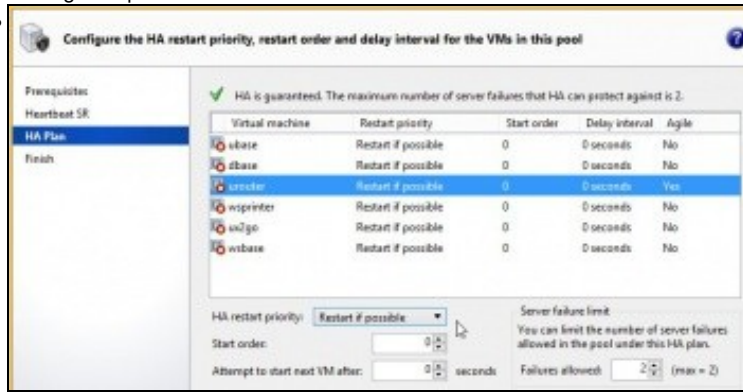 Configure the HA restart priority, restart order and delay interval for the VMs in this pool
Prerequisites
Heartbeat SR
HA Plan
Finish
HA is guaranteed. The maximum number of server failures that HA can protect against is 2.
Virtual machine Restart priority Start order Delay interval Agile
ubase Restart if possible 0 0 seconds No
dbase Restart if possible 0 0 seconds No
urouter Restart if possible 0 0 seconds Yes
wsprinter Restart if possible 0 0 seconds No
Restart if possible 0 0 seconds No
wsbase Restart if possible 0 0 seconds No
HA restart priority: Restart if possible
Server failure limit
You can limit the number of server failures
allowed in the pool under this HA plan.
Start order: 0
Attempt to start next VM after: 0 seconds
Failures allowed: 2 (max = 2)